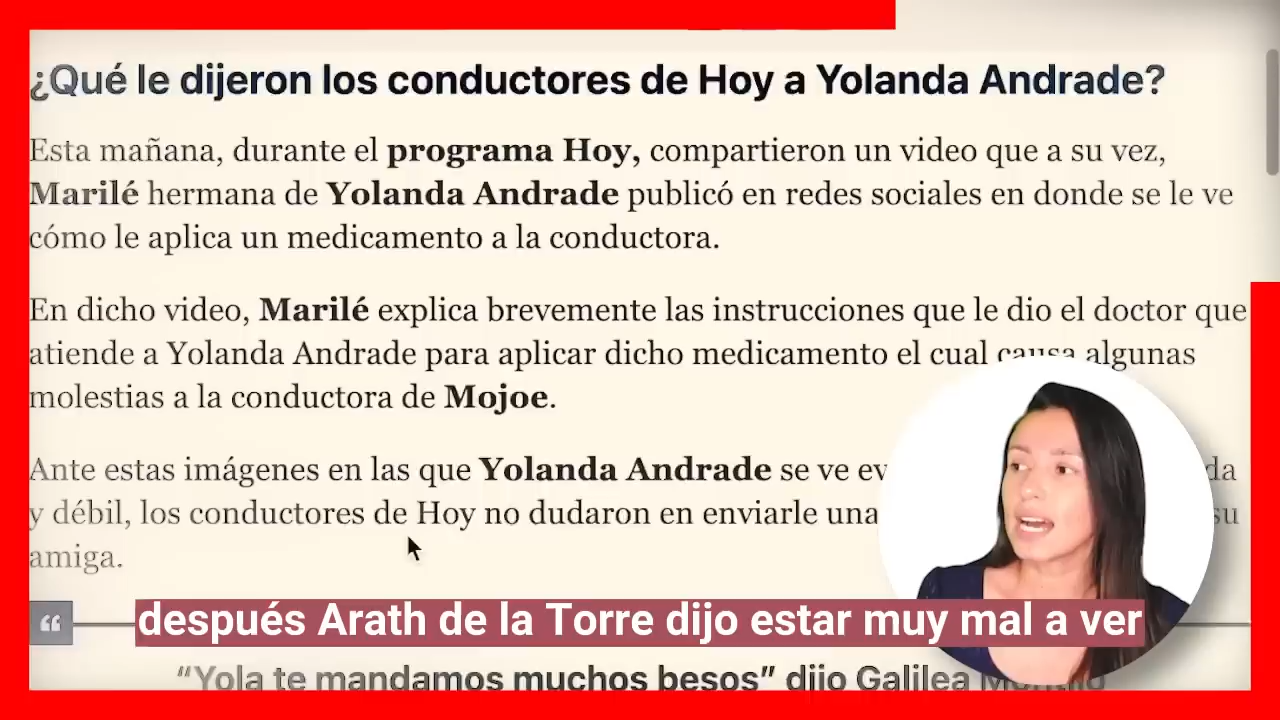 ¿Qué le dijeron los conductores de Hoy a Yolanda Andrade?
Esta mañana, durante el programa Hoy, compartieron un video que a su vez,
Marilé hermana de Yolanda Andrade publicó en redes sociales en donde se le ve
cómo le aplica un medicamento a la conductora.
En dicho video, Marilé explica brevemente las instrucciones que le dio el doctor que
atiende a Yolanda Andrade para aplicar dicho medicamento el cual causa algunas
molestias a la conductora de Mojoe.
Ante estas imágenes en las que Yolanda Andrade se ve ev
y débil, los conductores de Hoy no dudaron en enviarle una su
amiga.
después Arath de la Torre dijo estar muy mal a ver
“Yola te mandamos muchos besos” dijo Galilea